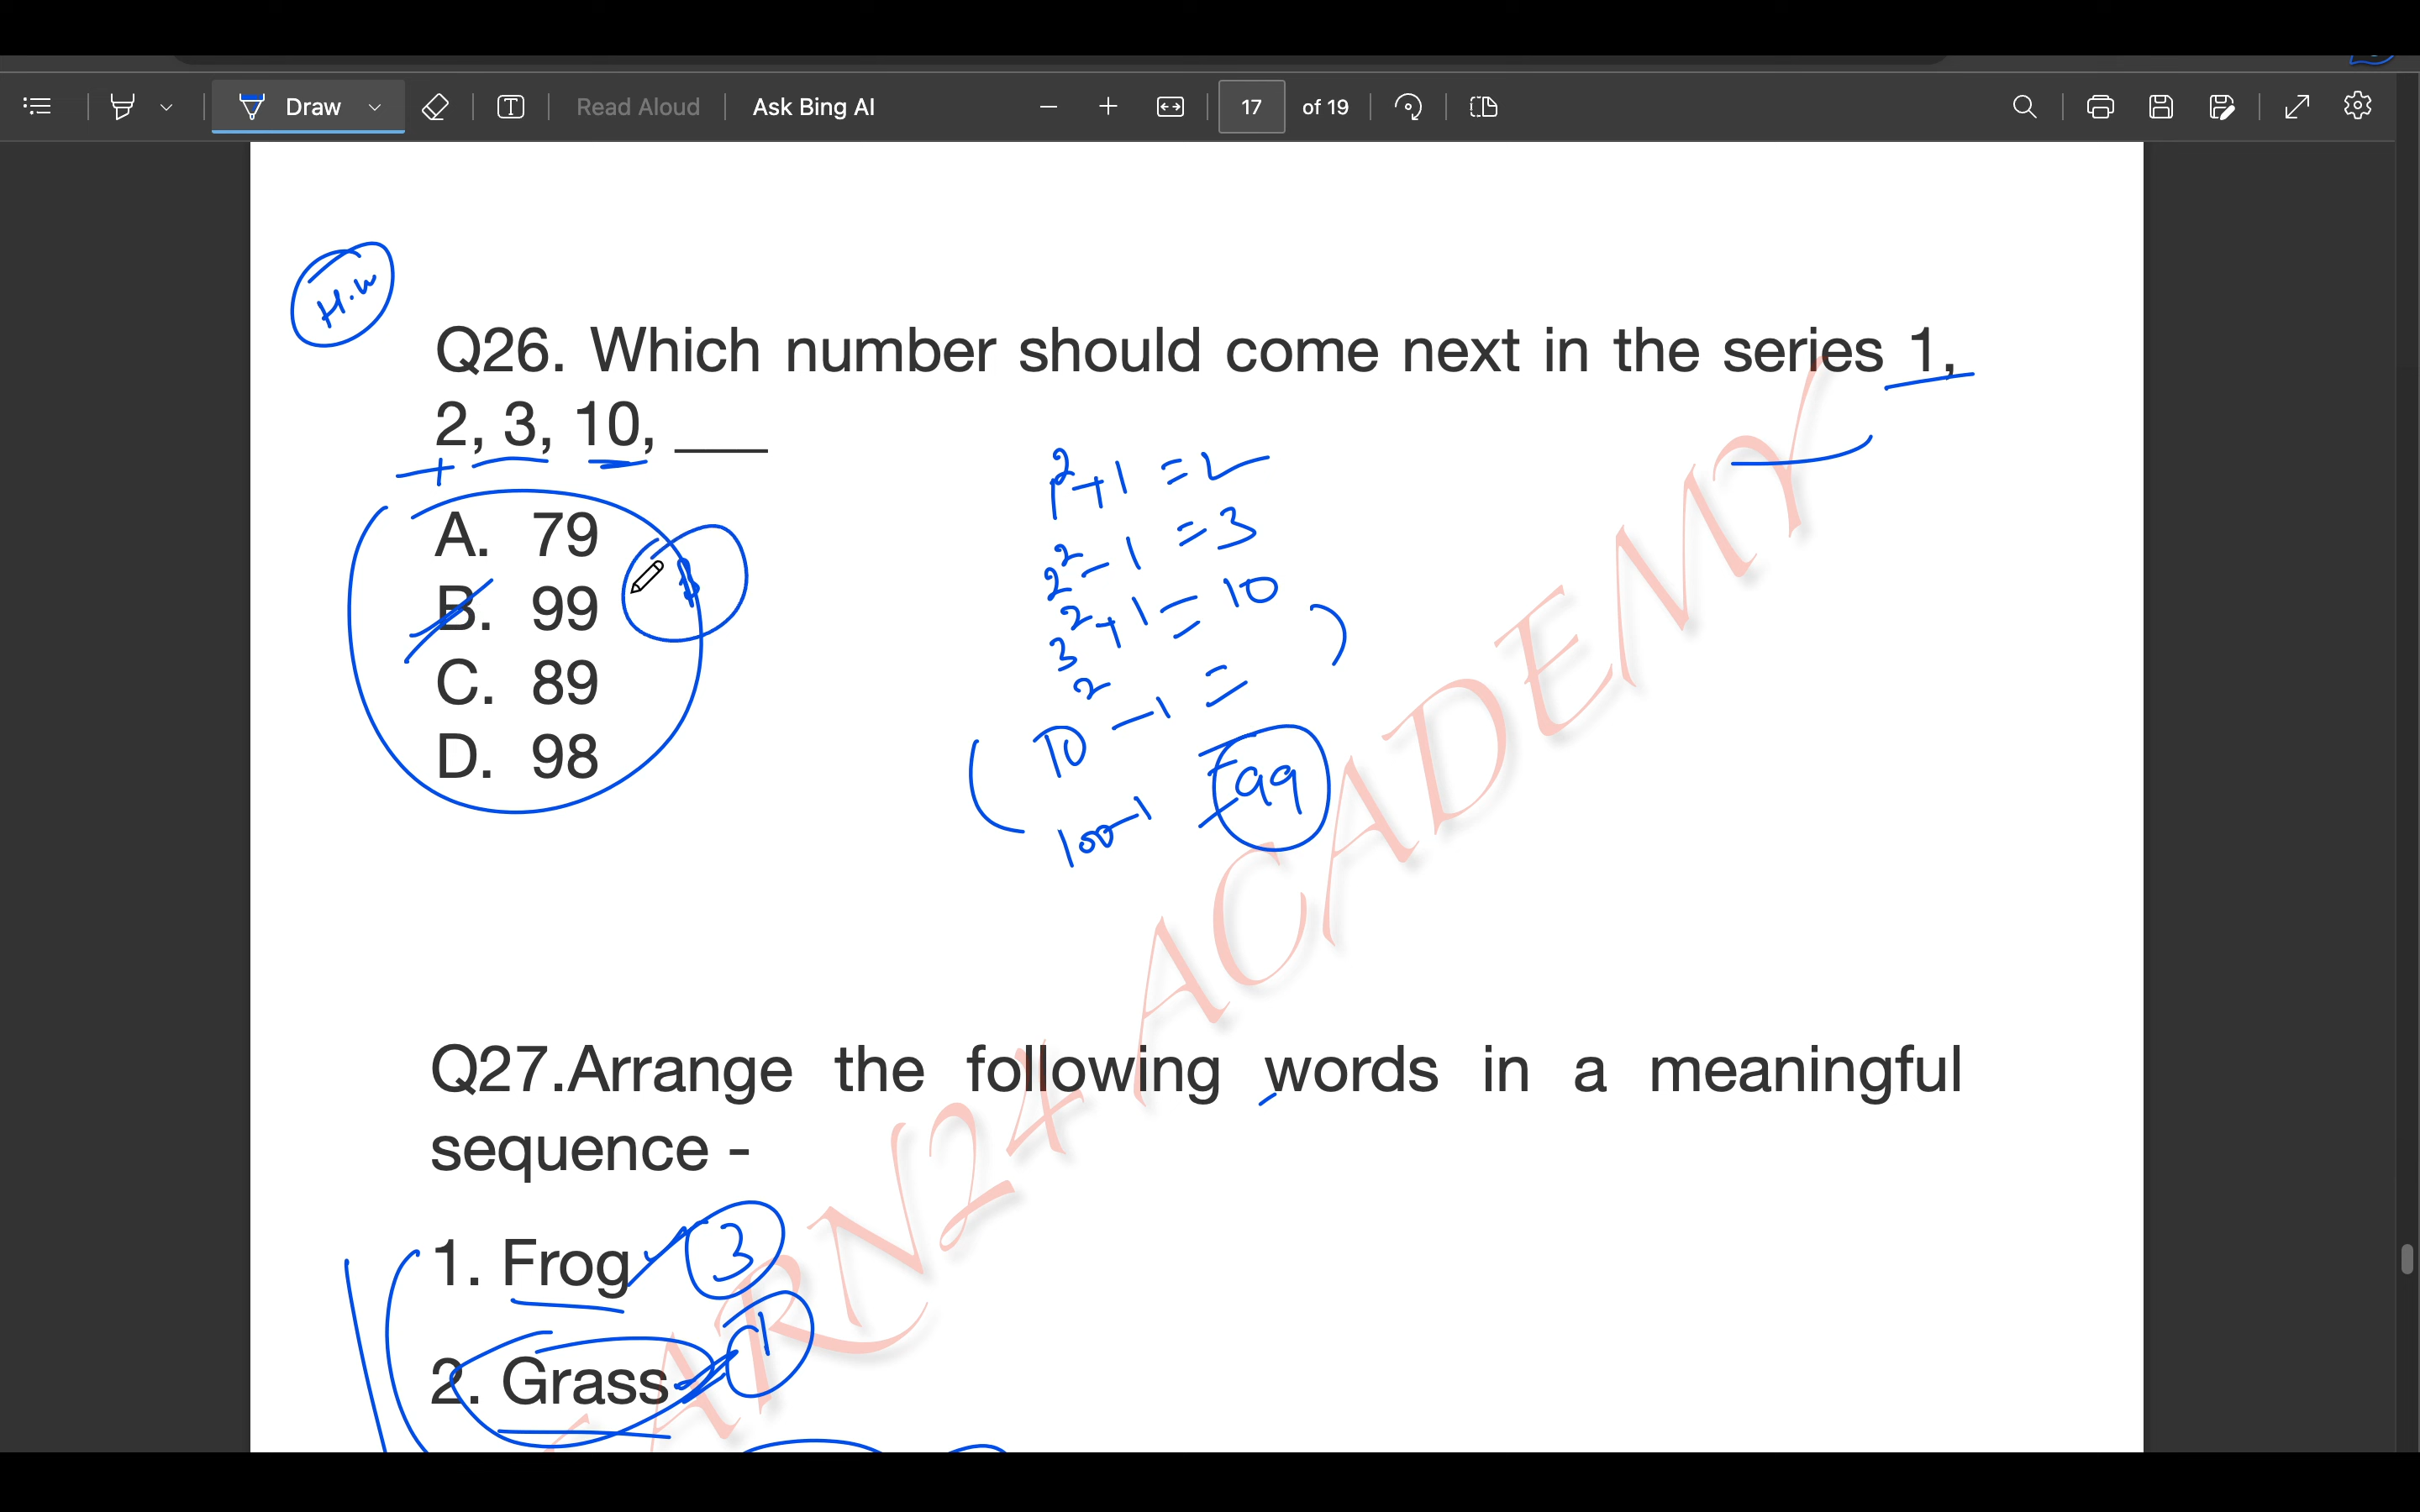 Draw
Read Aloud
Ask Bing AI
17
of 19
H.w
Q26. Which number should come next in the series 1,
2, 3, 10, ____
A. 79
B. 99
C. 89
D. 98
1²+1 = 2
2²-1 = 3
3²+1 = 10
10²-1 =
100-1 = 99
Q27.Arrange the following words in a meaningful
sequence -
1. Frog 3
2. Grass 1
ARN24 ACADEMY